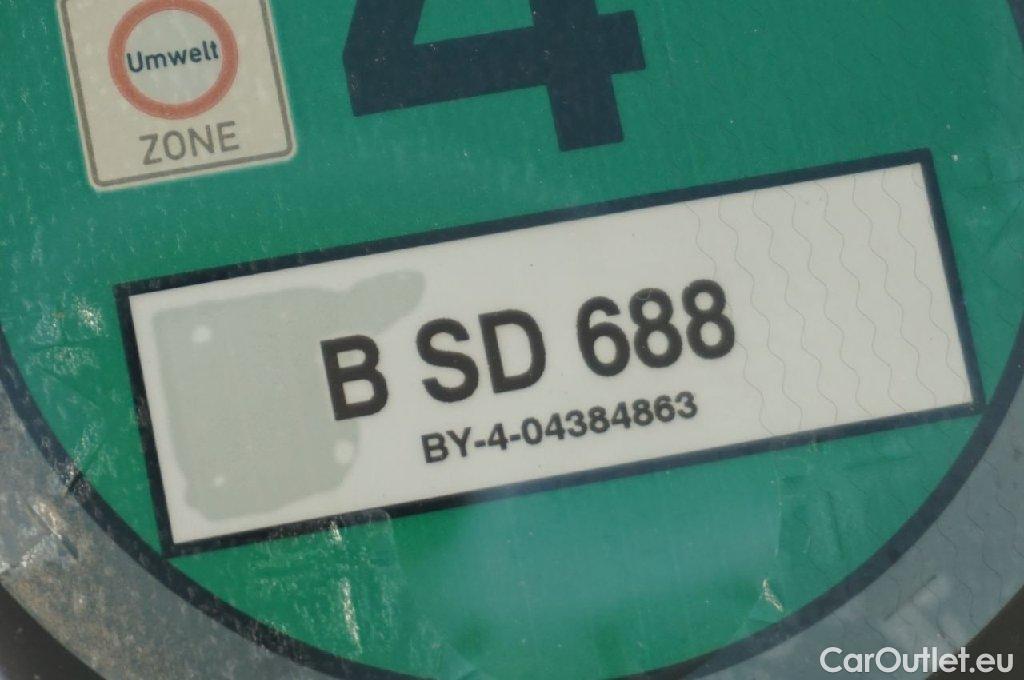 4
Umwelt
ZONE
B SD 688
BY-4-04384863
CarOutlet.eu